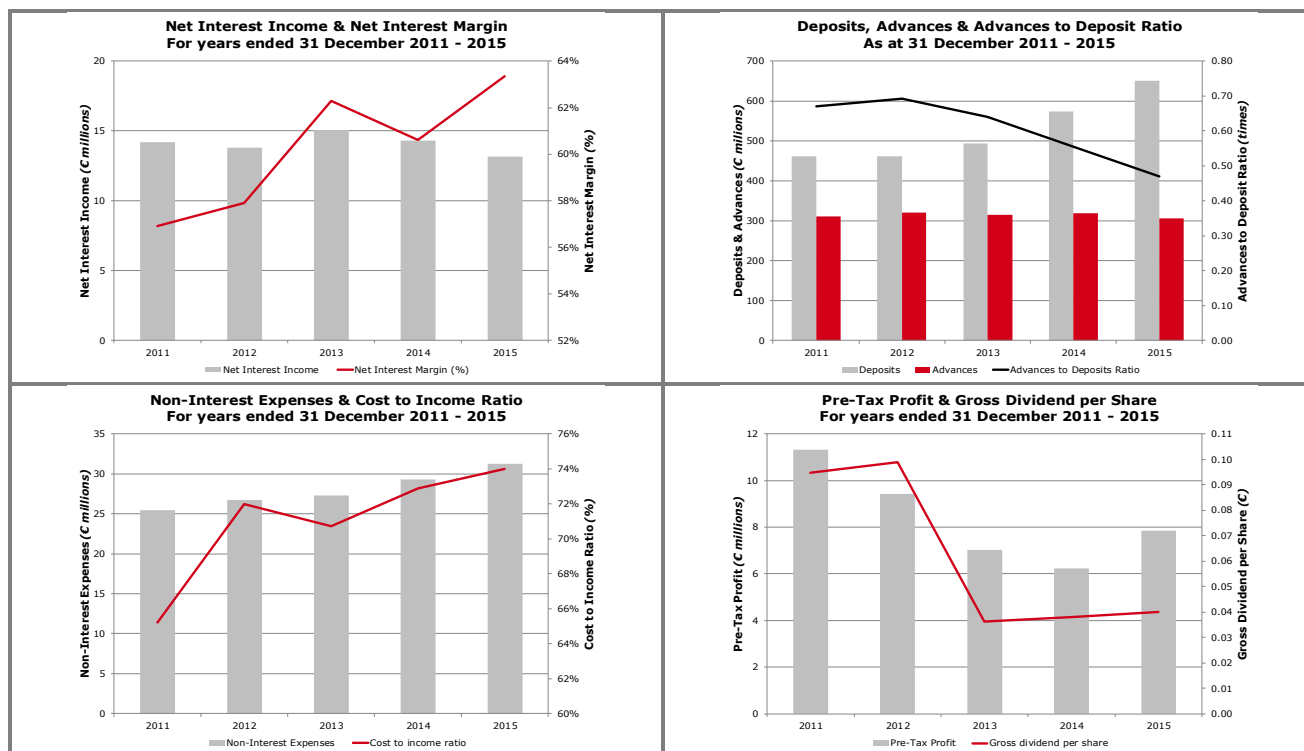 Net Interest Income & Net Interest Margin
For years ended 31 December 2011 - 2015
Net Interest Income (€ millions)
20
15
10
5
0
64%
62%
60%
58%
56%
54%
52%
Net Interest Margin (%)
2011 2012 2013 2014 2015
Net Interest Income Net Interest Margin (%)
Deposits, Advances & Advances to Deposit Ratio
As at 31 December 2011 - 2015
Deposits & Advances (€ millions)
700
600
500
400
300
200
100
0
0.80
0.70
0.60
0.50
0.40
0.30
0.20
0.10
0.00
Advances to Deposit Ratio (times)
2011 2012 2013 2014 2015
Deposits Advances Advances to Deposits Ratio
Non-Interest Expenses & Cost to Income Ratio
For years ended 31 December 2011 - 2015
Non-Interest Expenses (€ millions)
35
30
25
20
15
10
5
0
76%
74%
72%
70%
68%
66%
64%
62%
60%
Cost to Income Ratio (%)
2011 2012 2013 2014 2015
Non-Interest Expenses Cost to income ratio
Pre-Tax Profit & Gross Dividend per Share
For years ended 31 December 2011 - 2015
Pre-Tax Profit (€ millions)
12
10
8
6
4
2
0
0.11
0.10
0.09
0.08
0.07
0.06
0.05
0.04
0.03
0.02
0.01
0.00
Gross Dividend per Share (€)
2011 2012 2013 2014 2015
Pre-Tax Profit Gross dividend per share